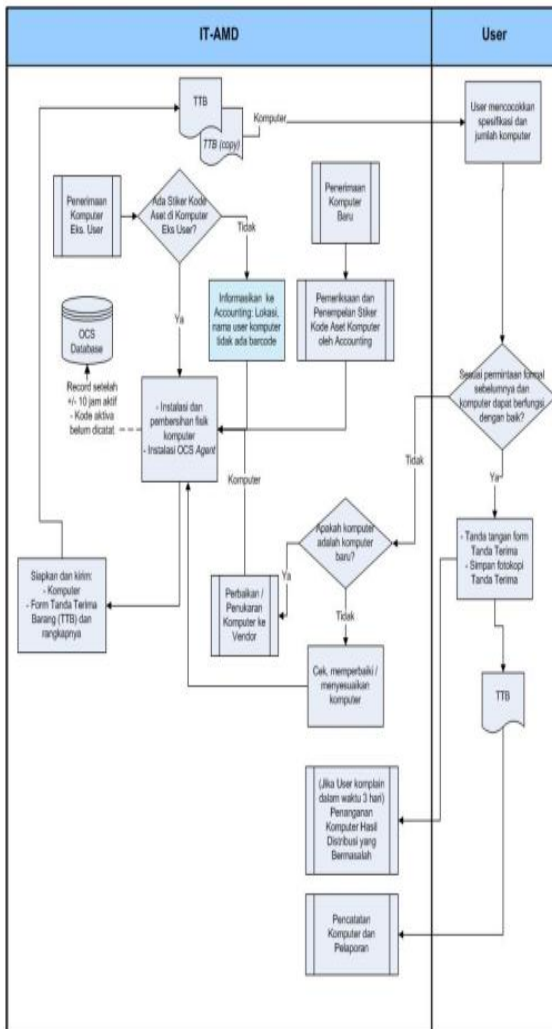 IT-AMD
User
TTB
TTB (copy)
Komputer
User mencocokkan
spesifikasi dan
jumlah komputer
Penerimaan
Komputer
Eks. User
Ada Stiker Kode
Aset di Komputer
Eks User?
Tidak
Ya
Penerimaan
Komputer
Baru
OCS
Database
Informasikan ke
Accounting: Lokasi,
nama user komputer
tidak ada barcode
Pemeriksaan dan
Penempelan Stiker
Kode Aset Komputer
oleh Accounting
Record setelah
+/- 10 jam aktif
- Kode aktiva
belum dicatat
- Instalasi dan
pembersihan fisik
komputer
- Instalasi OCS Agent
Sesuai permintaan formal
sebelumnya dan
komputer dapat berfungsi
dengan baik?
Tidak
Ya
Komputer
Apakah komputer
adalah komputer
baru?
Ya
Tidak
- Tanda tangan form
Tanda Terima
- Simpan fotokopi
Tanda Terima
Siapkan dan kirim:
- Komputer
- Form Tanda Terima
Barang (TTB) dan
rangkapnya
Perbaikan /
Penukaran
Komputer ke
Vendor
Cek, memperbaiki /
menyesuaikan
komputer
TTB
(Jika User komplain
dalam waktu 3 hari)
Penanganan
Komputer Hasil
Distribusi yang
Bermasalah
Pencatatan
Komputer dan
Pelaporan